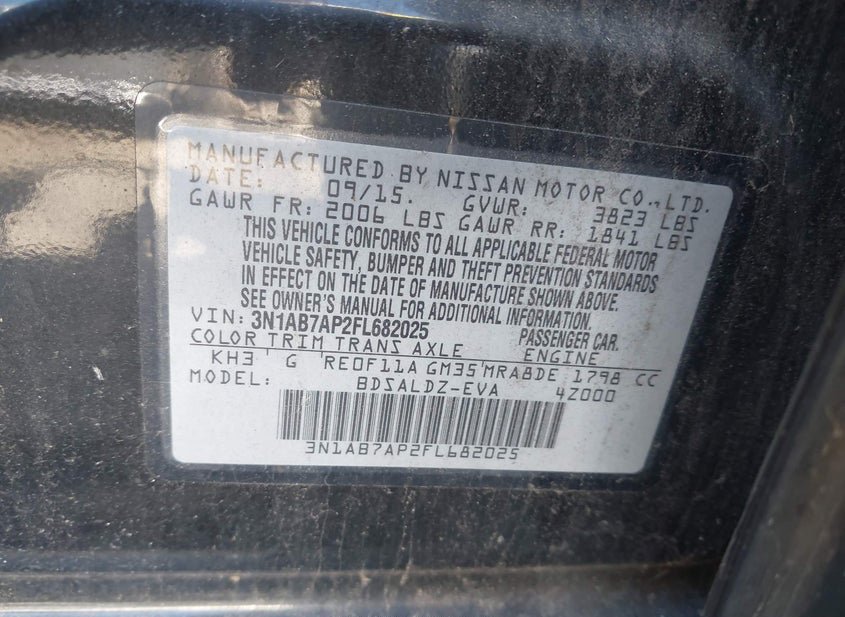 MANUFACTURED BY NISSAN MOTOR CO.,LTD.
DATE: 09/15. GVWR: 3823 LBS
GAWR FR: 2006 LBS GAWR RR: 1841 LBS
THIS VEHICLE CONFORMS TO ALL APPLICABLE FEDERAL MOTOR
VEHICLE SAFETY, BUMPER AND THEFT PREVENTION STANDARDS
IN EFFECT ON THE DATE OF MANUFACTURE SHOWN ABOVE.
SEE OWNER'S MANUAL FOR ADDITIONAL INFORMATION.
VIN: 3N1AB7AP2FL682025 PASSENGER CAR.
COLOR TRIM TRANS AXLE ENGINE
KH3 G RE0F11A GM35 MRA8DE 1798 CC
MODEL: BDSALDZ-EVA 4Z000
3N1AB7AP2FL682025